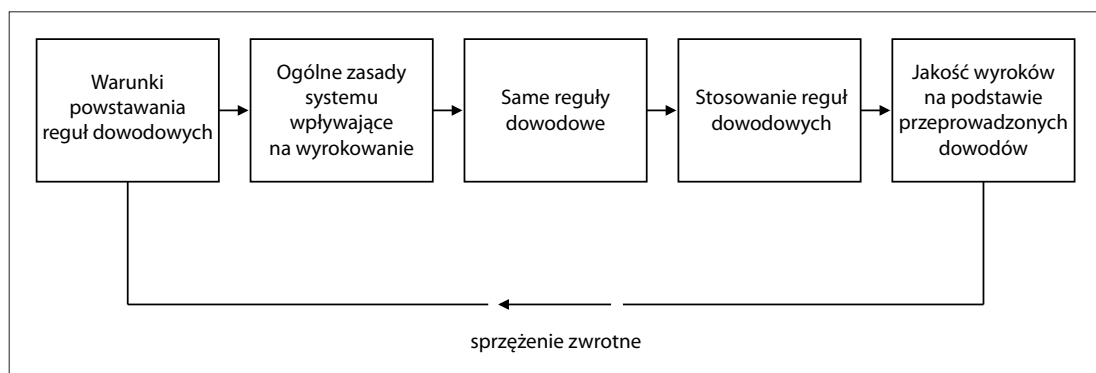 Warunki
powstawania
reguł dowodowych
Ogólne zasady
systemu
wpływające
na wyrokowanie
Same reguły
dowodowe
Stosowanie reguł
dowodowych
Jakość wyroków
na podstawie
przeprowadzonych
dowodów
sprzężenie zwrotne